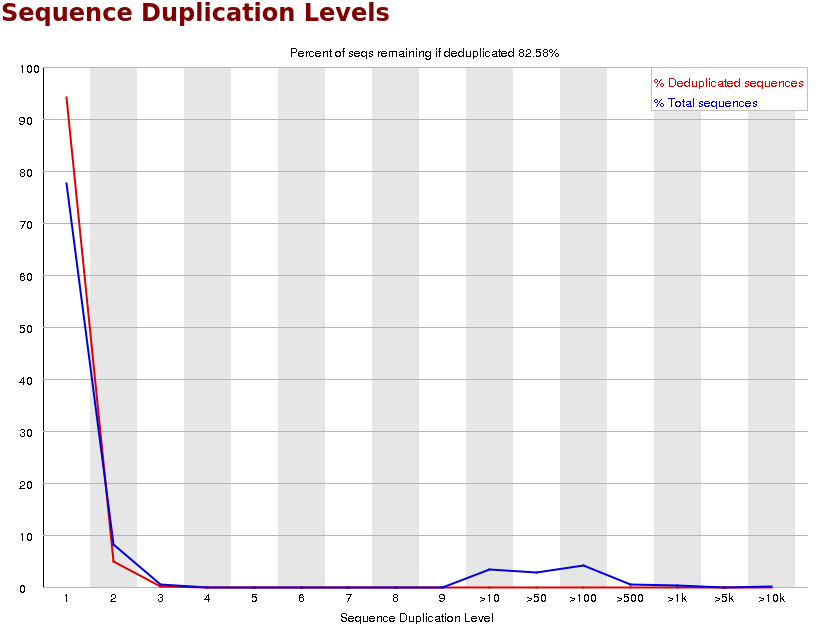 Sequence Duplication Levels
Percent of seqs remaining if deduplicated 82.58%
% Deduplicated sequences
% Total sequences
100
90
80
70
60
50
40
30
20
10
0
1 2 3 4 5 6 7 8 9 >10 >50 >100 >500 >1k >5k >10k
Sequence Duplication Level